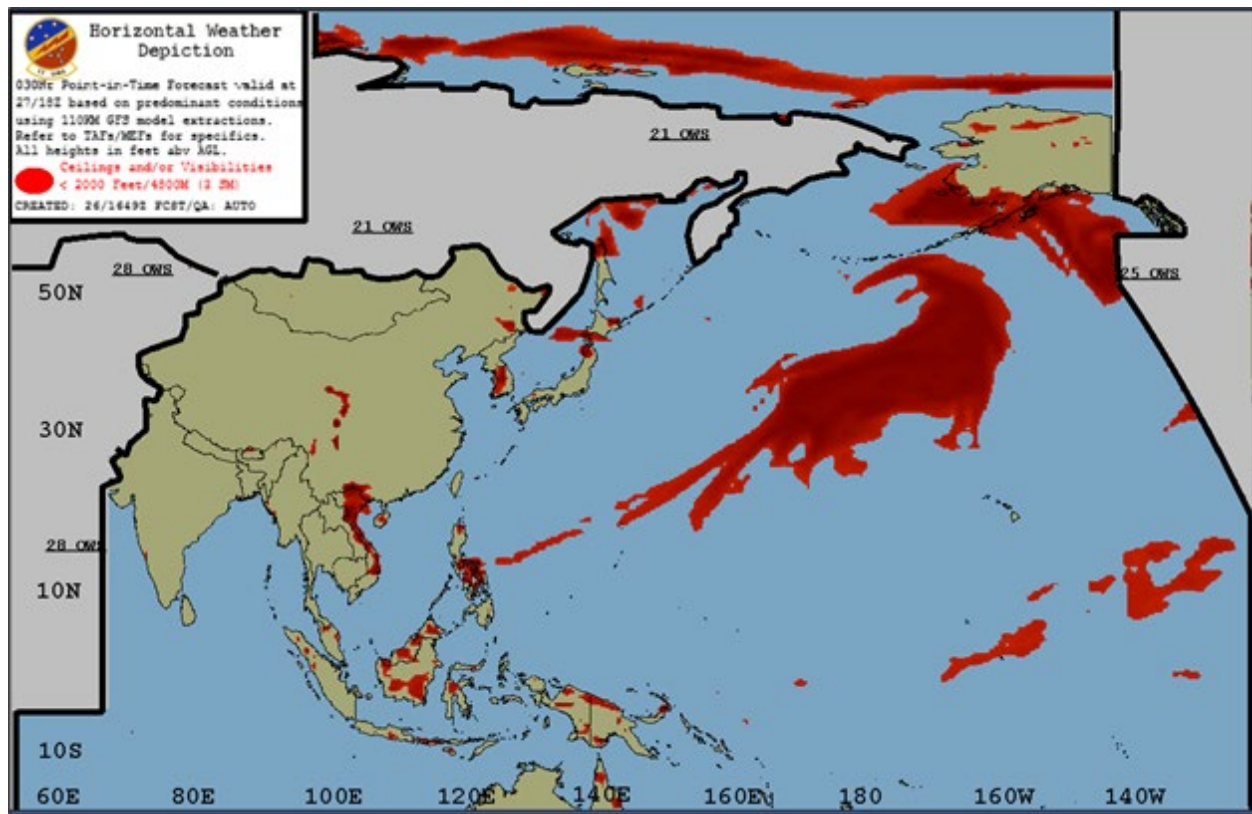 Horizontal Weather
Depiction
030Hr Point-in-Time Forecast valid at
27/18Z based on predominant conditions
using 110KM GFS model extractions.
Refer to TAFs/MEFs for specifics.
All heights in feet abv AGL.
Ceilings and/or Visibilities
< 2000 Feet/4800M (3 SM)
CREATED: 26/1649Z FCST/QA: AUTO
21 OWS
21 OWS
28 OWS
25 OWS
50N
30N
28 OWS
10N
10S
60E 80E 100E 120E 140E 160E 180 160W 140W